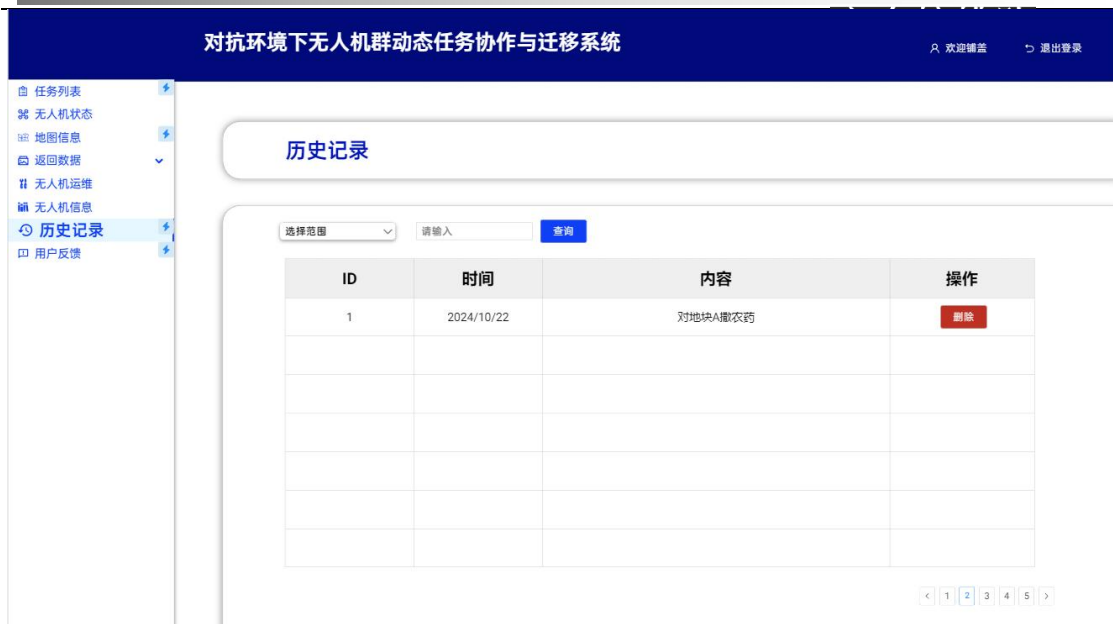 对抗环境下无人机群动态任务协作与迁移系统
欢迎辅盖 退出登录
任务列表
无人机状态
地图信息
返回数据
无人机运维
无人机信息
历史记录
用户反馈
历史记录
选择范围 请输入 查询
ID 时间 内容 操作
1 2024/10/22 对地块A撒农药 删除
< 1 2 3 4 5 >